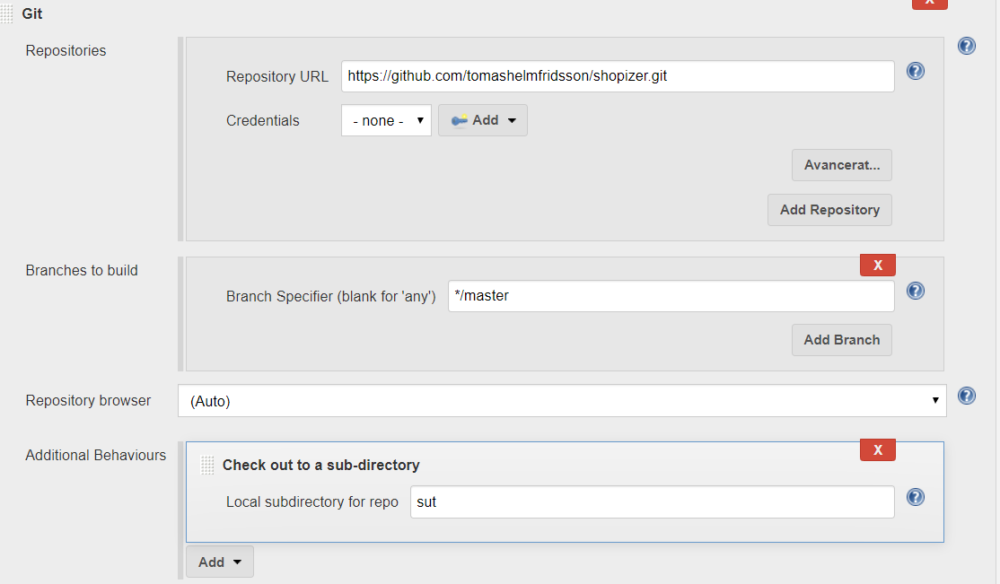 X
Git
Repositories
Repository URL https://github.com/tomashelmfridsson/shopizer.git
Credentials - none - Add
Avancerat...
Add Repository
Branches to build
X
Branch Specifier (blank for 'any') */master
Add Branch
Repository browser (Auto)
Additional Behaviours
X
Check out to a sub-directory
Local subdirectory for repo sut
Add